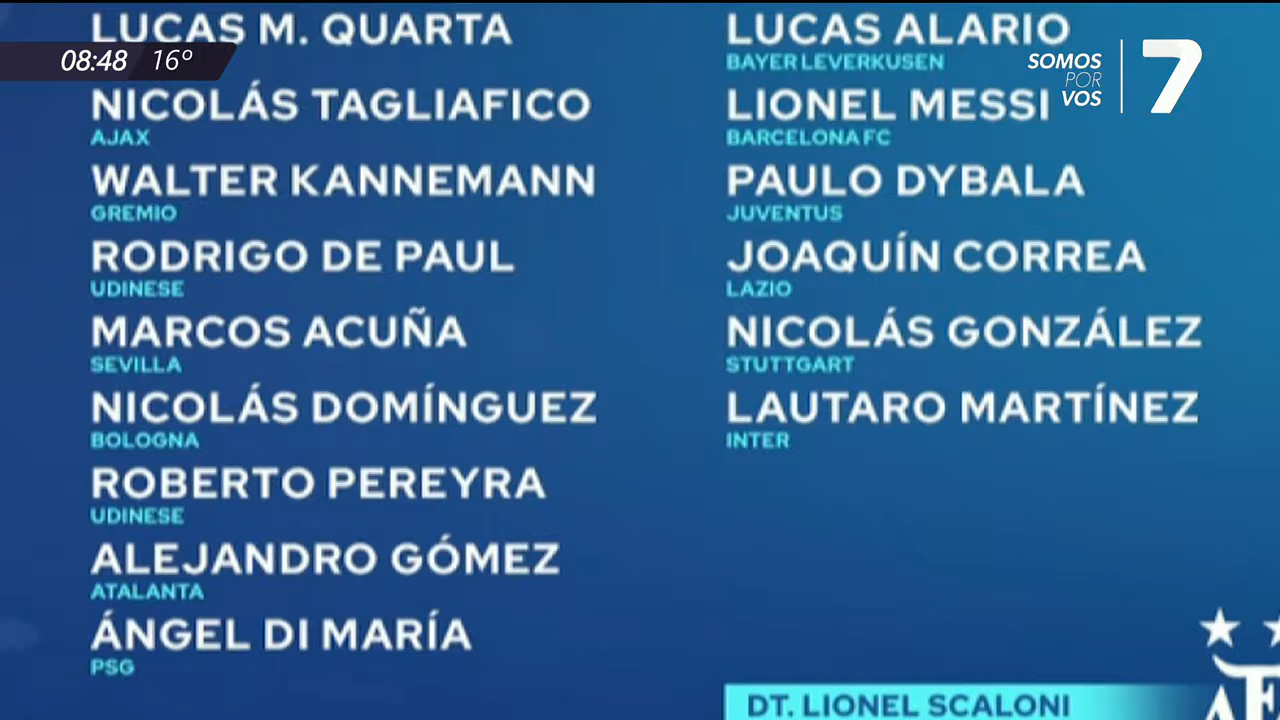 LUCAS M. QUARTA
NICOLÁS TAGLIAFICO
AJAX
WALTER KANNEMANN
GREMIO
RODRIGO DE PAUL
UDINESE
MARCOS ACUÑA
SEVILLA
NICOLÁS DOMÍNGUEZ
BOLOGNA
ROBERTO PEREYRA
UDINESE
ALEJANDRO GÓMEZ
ATALANTA
ÁNGEL DI MARÍA
PSG
LUCAS ALARIO
BAYER LEVERKUSEN
LIONEL MESSI
BARCELONA FC
PAULO DYBALA
JUVENTUS
JOAQUÍN CORREA
LAZIO
NICOLÁS GONZÁLEZ
STUTTGART
LAUTARO MARTÍNEZ
INTER
DT. LIONEL SCALONI
08:48 16º
SOMOS
POR
VOS
7